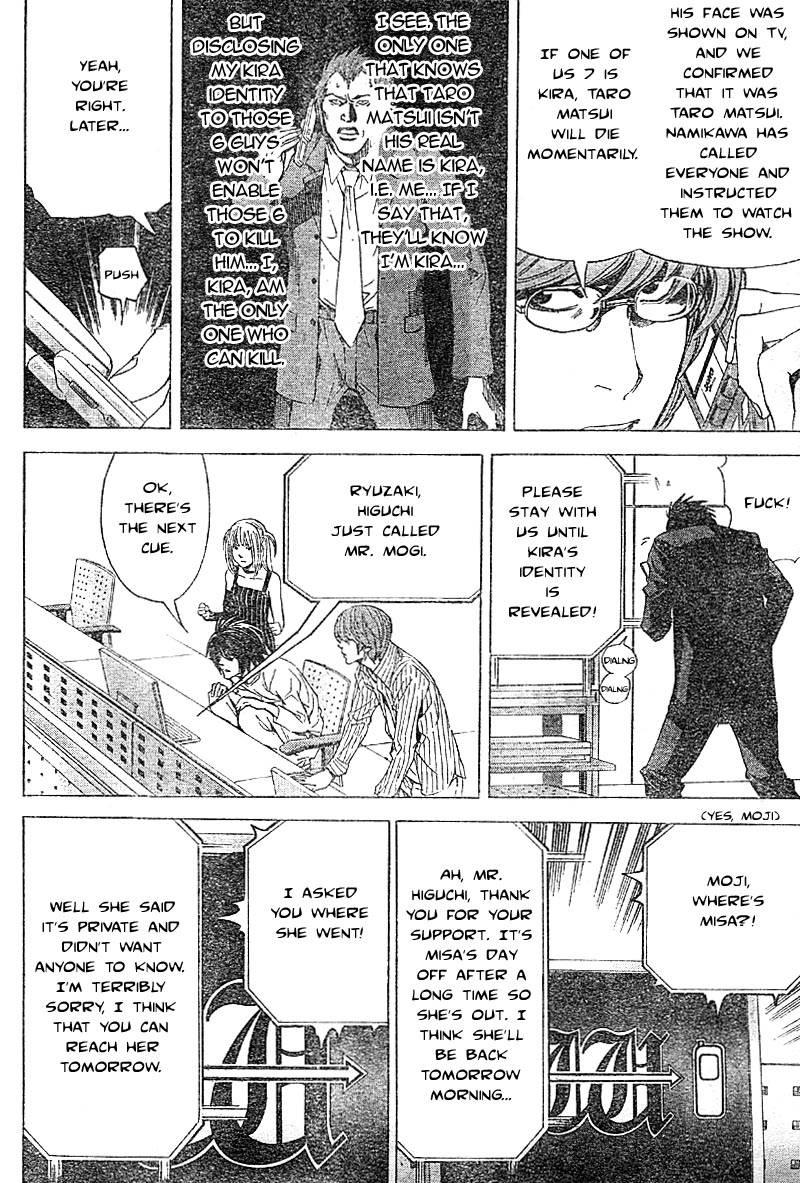 HIS FACE WAS
SHOWN ON TV,
AND WE
CONFIRMED
THAT IT WAS
TARO MATSUI.
NAMIKAWA HAS
CALLED
EVERYONE AND
INSTRUCTED
THEM TO WATCH
THE SHOW.
IF ONE OF
US 7 IS
KIRA, TARO
MATSUI
WILL DIE
MOMENTARILY.
I SEE. THE
ONLY ONE
THAT KNOWS
THAT TARO
MATSUI ISN'T
HIS REAL
NAME IS KIRA,
I.E. ME... IF I
SAY THAT,
THEY'LL KNOW
I'M KIRA...
BUT
DISCLOSING
MY KIRA
IDENTITY
TO THOSE
6 GUYS
WON'T
ENABLE
THOSE 6
TO KILL
HIM... I,
KIRA, AM
THE ONLY
ONE WHO
CAN KILL.
YEAH,
YOU'RE
RIGHT.
LATER...
PUSH
FUCK!
PLEASE
STAY WITH
US UNTIL
KIRA'S
IDENTITY
IS
REVEALED!
DIALNG
DIALNG
RYUZAKI,
HIGUCHI
JUST CALLED
MR. MOGI.
OK,
THERE'S
THE NEXT
CUE.
(YES, MOJI)
MOJI,
WHERE'S
MISA?!
AH, MR.
HIGUCHI, THANK
YOU FOR YOUR
SUPPORT. IT'S
MISA'S DAY
OFF AFTER A
LONG TIME SO
SHE'S OUT. I
THINK SHE'LL
BE BACK
TOMORROW
MORNING...
I ASKED
YOU WHERE
SHE WENT!
WELL SHE SAID
IT'S PRIVATE AND
DIDN'T WANT
ANYONE TO KNOW.
I'M TERRIBLY
SORRY, I THINK
THAT YOU CAN
REACH HER
TOMORROW.